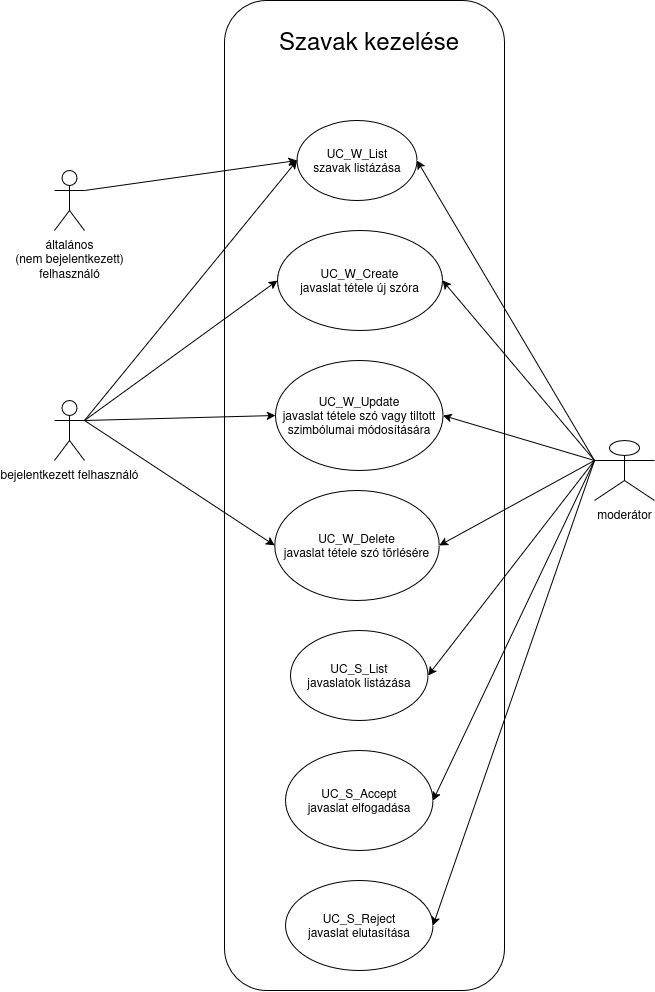 Szavak kezelése
UC_W_List
szavak listázása
általános
(nem bejelentkezett)
felhasználó
UC_W_Create
javaslat tétele új szóra
UC_W_Update
javaslat tétele szó vagy tiltott
szimbólumai módosítására
bejelentkezett felhasználó
moderátor
UC_W_Delete
javaslat tétele szó törlésére
UC_S_List
javaslatok listázása
UC_S_Accept
javaslat elfogadása
UC_S_Reject
javaslat elutasítása